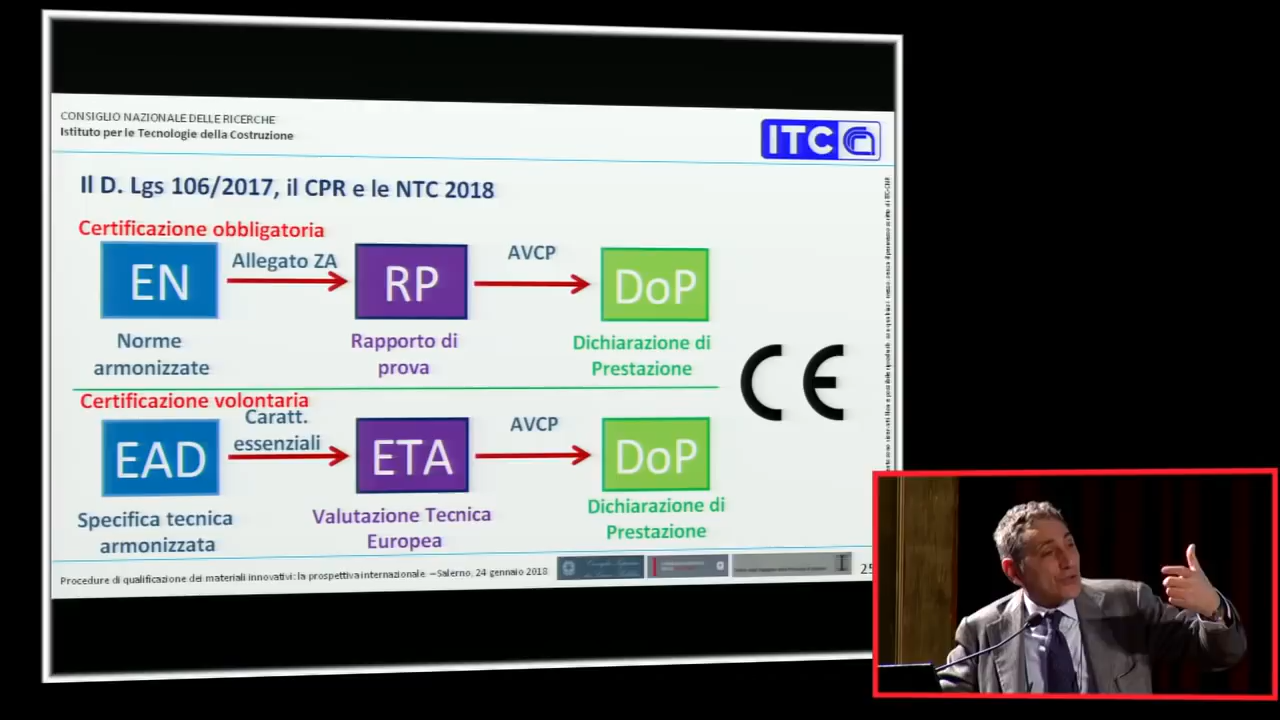 CONSIGLIO NAZIONALE DELLE RICERCHE
Istituto per le Tecnologie della Costruzione
ITC
Il D. Lgs 106/2017, il CPR e le NTC 2018
Certificazione obbligatoria
EN
Allegato ZA
RP
AVCP
DoP
Norme
armonizzate
Rapporto di
prova
Dichiarazione di
Prestazione
CE
Certificazione volontaria
EAD
Caratt.
essenziali
ETA
AVCP
DoP
Specifica tecnica
armonizzata
Valutazione Tecnica
Europea
Dichiarazione di
Prestazione
Procedure di qualificazione dei materiali innovativi: la prospettiva internazionale – Salerno, 24 gennaio 2018
25